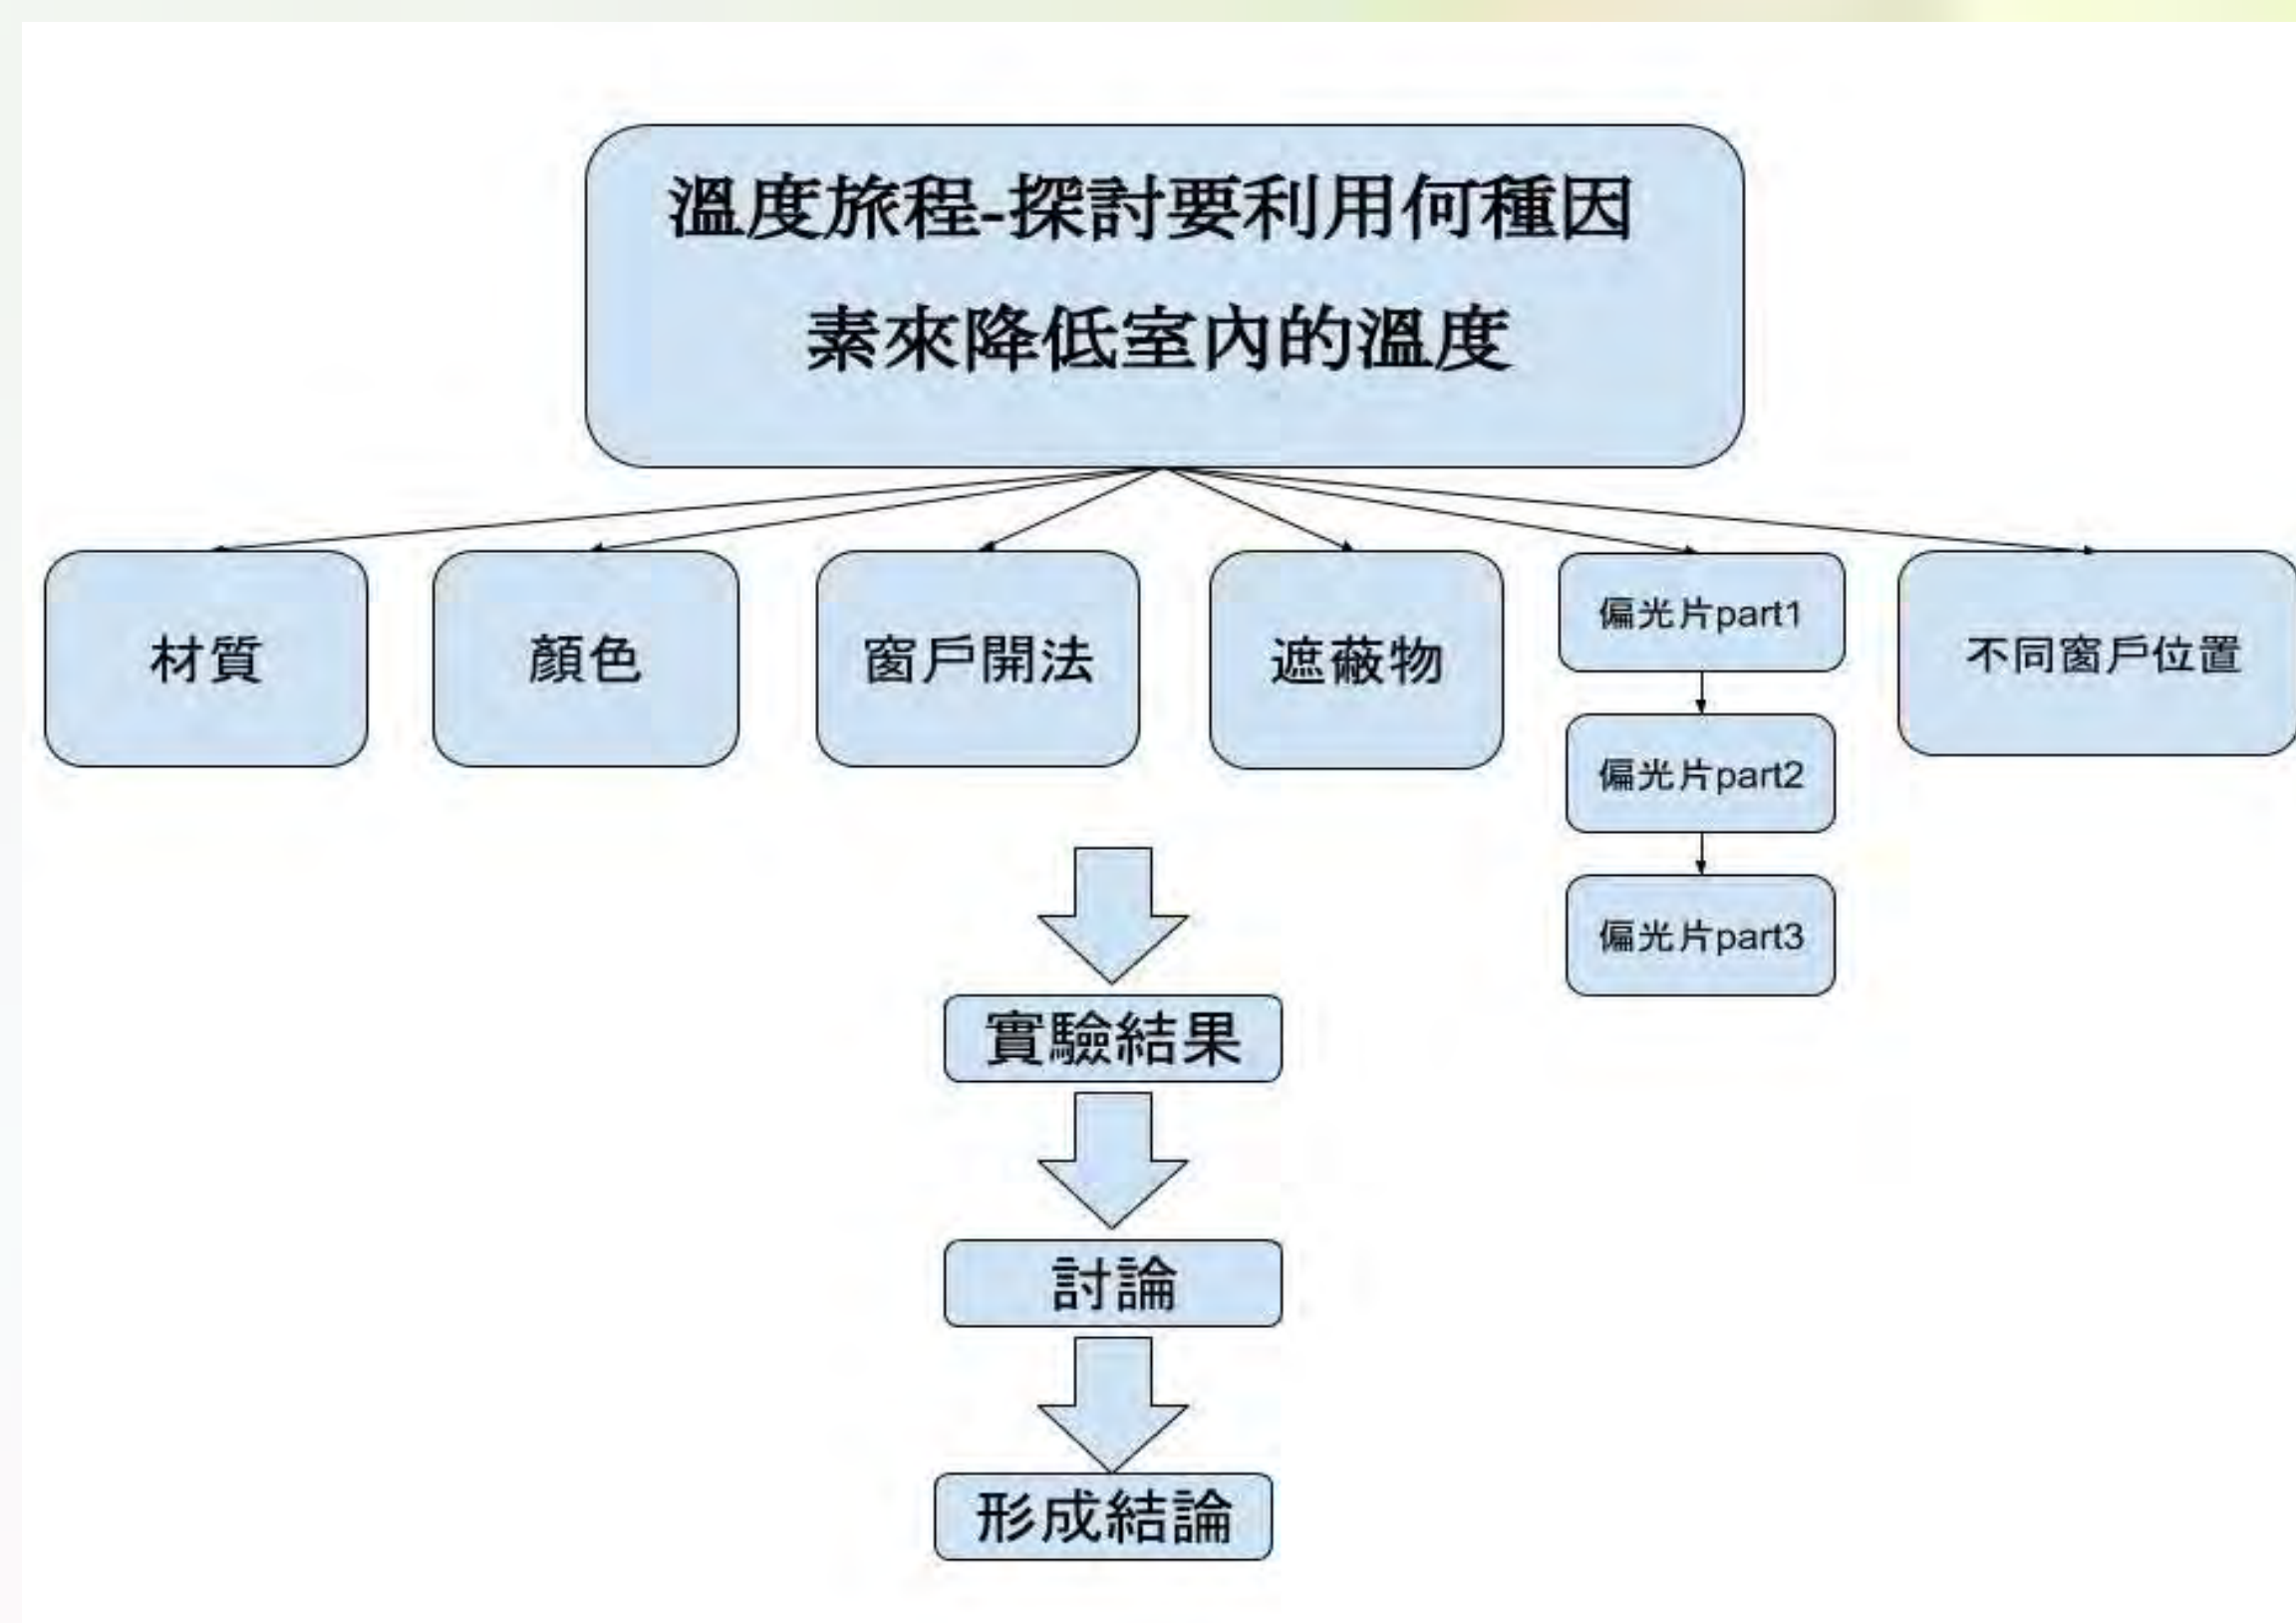 溫度旅程-探討要利用何種因
素來降低室內的溫度
材質
顏色
窗戶開法
遮蔽物
偏光片part1
偏光片part2
偏光片part3
不同窗戶位置
實驗結果
討論
形成結論